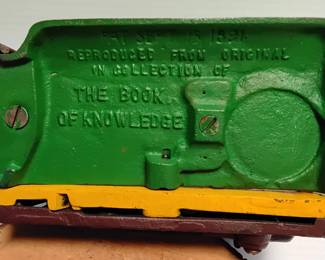 REPRODUCED FROM ORIGINAL
IN COLLECTION OF
THE BOOK
OF KNOWLEDGE